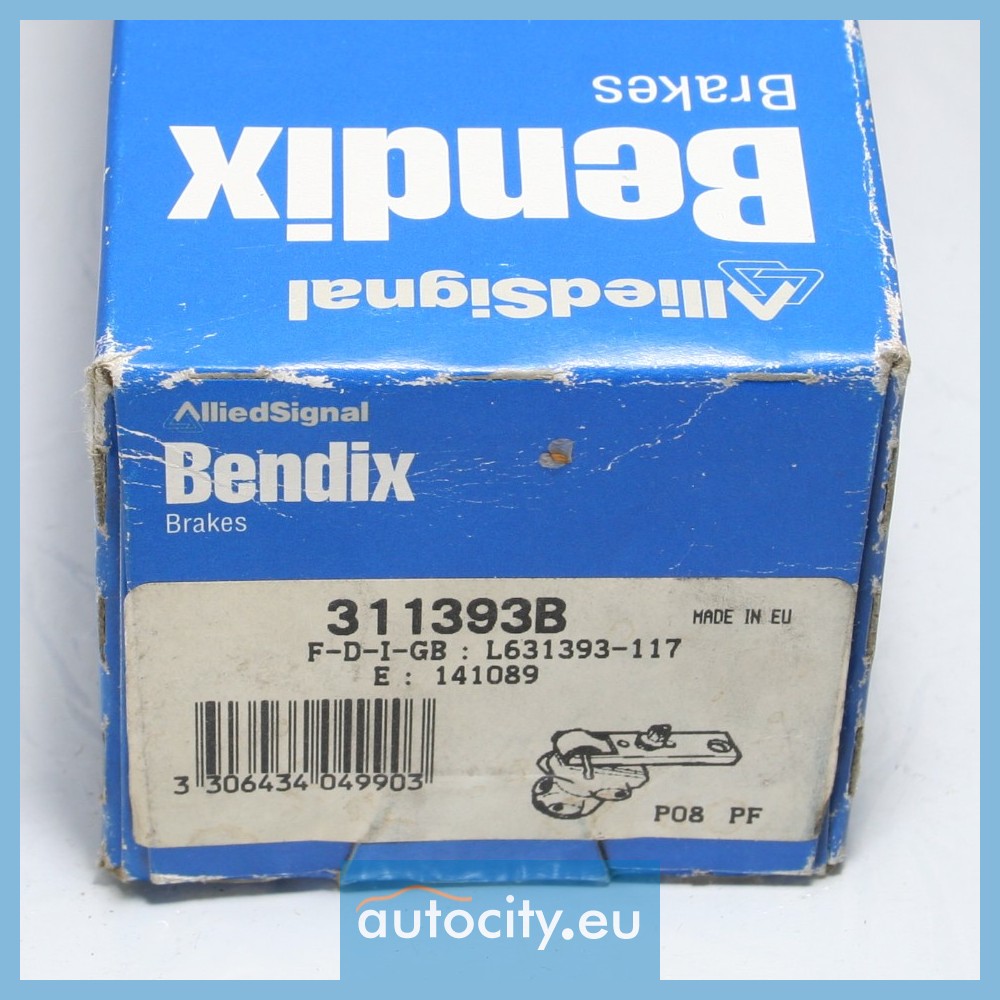 Brakes
Bendix
AlliedSignal
AlliedSignal
Bendix
Brakes
311393B
MADE IN EU
F-D-I-GB : L631393-117
E : 141089
3 306434 049903
P08 PF
autocity.eu